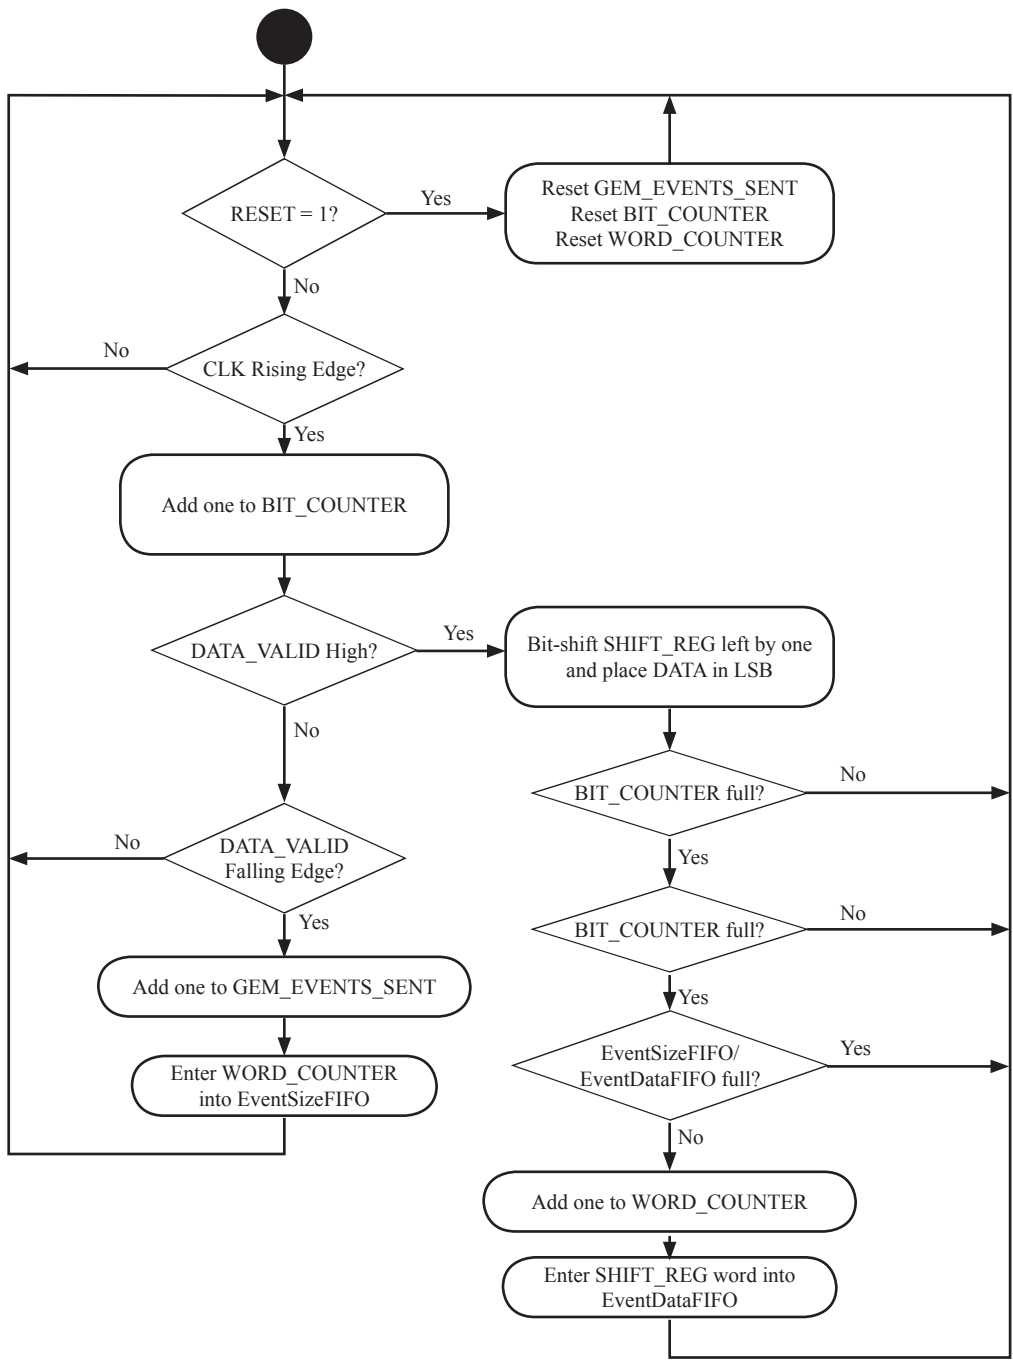 RESET = 1?
Yes
Reset GEM_EVENTS_SENT
Reset BIT_COUNTER
Reset WORD_COUNTER
No
CLK Rising Edge?
No
Yes
Add one to BIT_COUNTER
DATA_VALID High?
Yes
Bit-shift SHIFT_REG left by one
and place DATA in LSB
No
BIT_COUNTER full?
No
Yes
DATA_VALID
Falling Edge?
No
Yes
BIT_COUNTER full?
No
Yes
Add one to GEM_EVENTS_SENT
Enter WORD_COUNTER
into EventSizeFIFO
EventSizeFIFO/
EventDataFIFO full?
Yes
No
Add one to WORD_COUNTER
Enter SHIFT_REG word into
EventDataFIFO